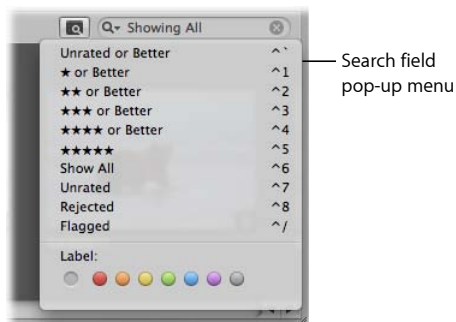 Showing All
Unrated or Better ^`
★ or Better ^1
★★ or Better ^2
★★★ or Better ^3
★★★★ or Better ^4
★★★★★ ^5
Show All ^6
Unrated ^7
Rejected ^8
Flagged ^/
Label:
Search field
pop-up menu